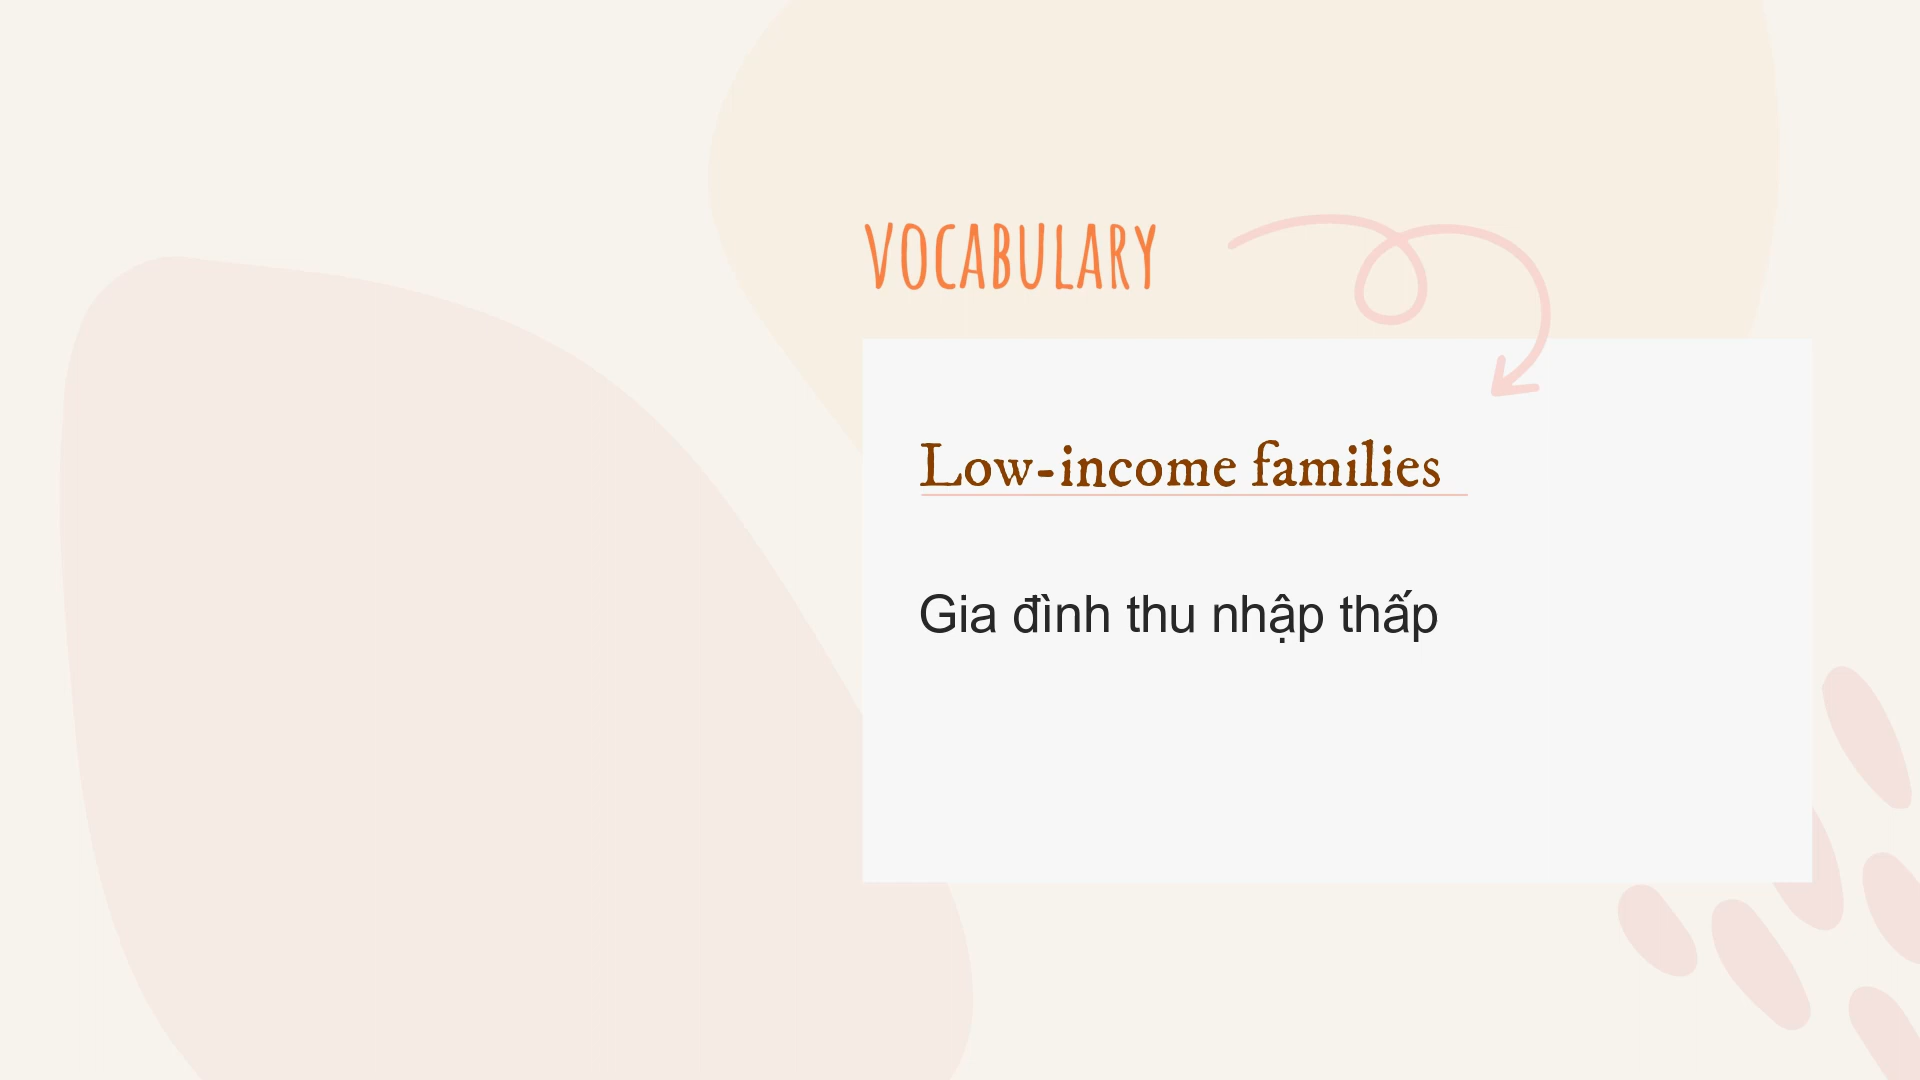 VOCABULARY
Low-income families
Gia đình thu nhập thấp